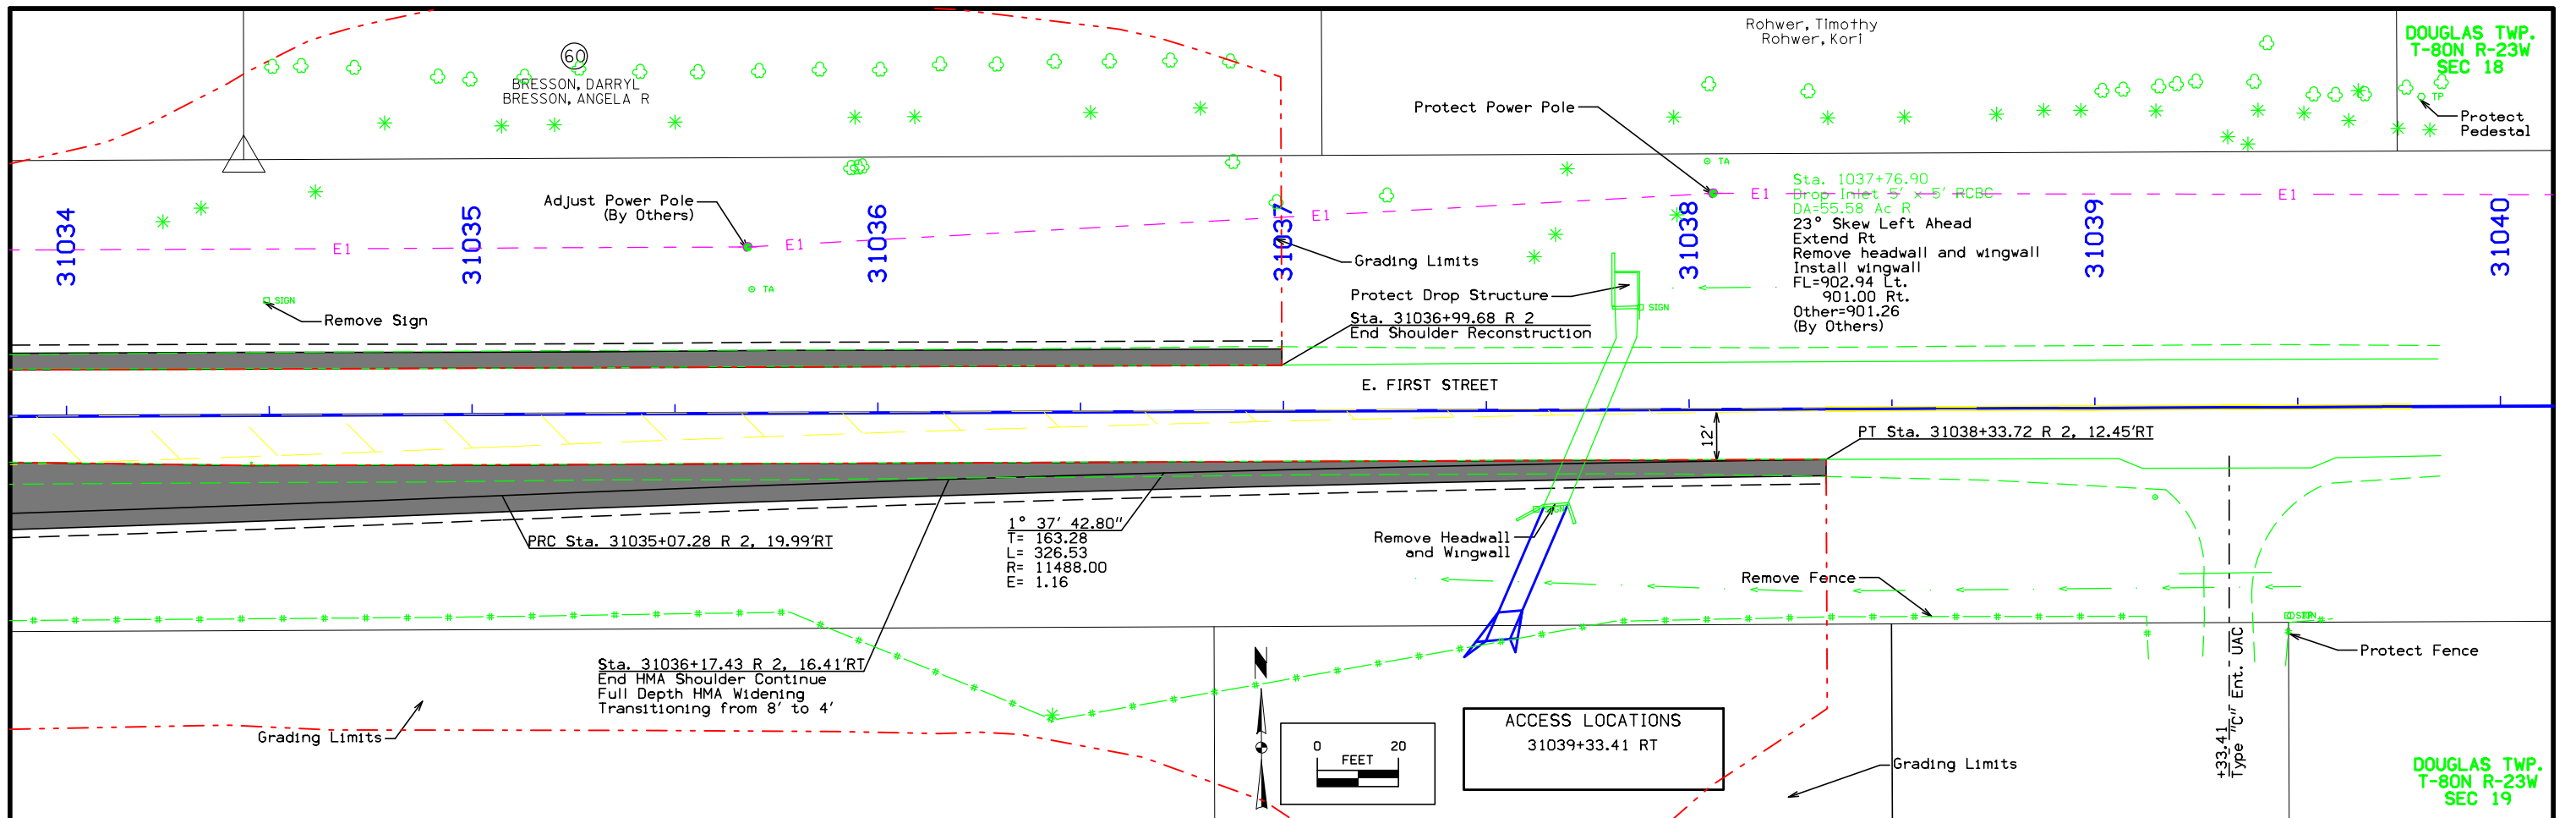 Rohwer, Timothy
Rohwer, Kori
DOUGLAS TWP.
T-80N R-23W
SEC 18
60
BRESSON, DARRYL
BRESSON, ANGELA R
Protect Power Pole
TP
Protect
Pedestal
TA
Adjust Power Pole
(By Others)
Sta. 1037+76.90
Drop Inlet 5' x 5' RCBC
DA=55.58 Ac R
23° Skew Left Ahead
Extend Rt
Remove headwall and wingwall
Install wingwall
FL=902.94 Lt.
901.00 Rt.
Other=901.26
(By Others)
E1
E1
E1
E1
E1
31034
31035
31036
31037
31038
31039
31040
Grading Limits
TA
SIGN
Remove Sign
Protect Drop Structure
SIGN
Sta. 31036+99.68 R 2
End Shoulder Reconstruction
E. FIRST STREET
12'
PT Sta. 31038+33.72 R 2, 12.45'RT
PRC Sta. 31035+07.28 R 2, 19.99'RT
1° 37' 42.80"
T= 163.28
L= 326.53
R= 11488.00
E= 1.16
Remove Headwall
and Wingwall
Remove Fence
Sta. 31036+17.43 R 2, 16.41'RT
End HMA Shoulder Continue
Full Depth HMA Widening
Transitioning from 8' to 4'
Protect Fence
Grading Limits
N
0 20
FEET
ACCESS LOCATIONS
31039+33.41 RT
Grading Limits
+33.41
Type "C" Ent. UAC
DOUGLAS TWP.
T-80N R-23W
SEC 19